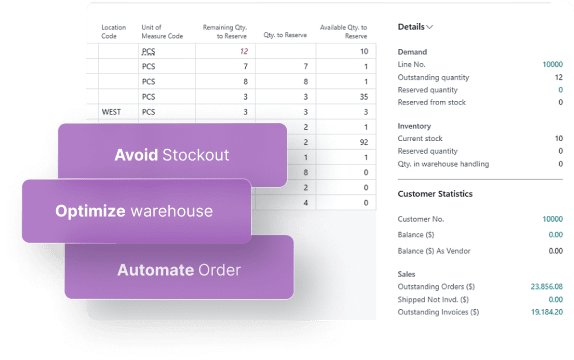 Location Code Unit of Measure Code Remaining Qty. to Reserve Qty. to Reserve Available Qty. to Reserve
PCS 12 10
PCS 7 7 1
PCS 8 8 1
PCS 3 3 35
WEST PCS 3 3 3
2 1
2 92
1 1
8 0
2 0
4 0
Avoid Stockout
Optimize warehouse
Automate Order
Details
Demand
Line No. 10000
Outstanding quantity 12
Reserved quantity 0
Reserved from stock 0
Inventory
Current stock 10
Reserved quantity 0
Qty. in warehouse handling 0
Customer Statistics
Customer No. 10000
Balance ($) 0.00
Balance ($) As Vendor 0.00
Sales
Outstanding Orders ($) 23,856.08
Shipped Not Invd. ($) 0.00
Outstanding Invoices ($) 19,184.20